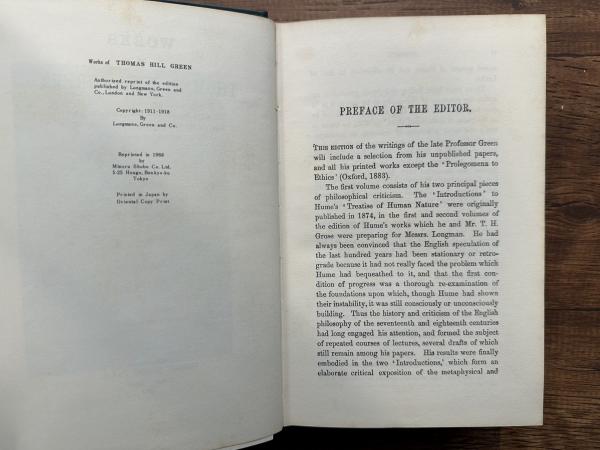 Works of THOMAS HILL GREEN
Authorized reprint of the edition
published by Longmans, Green and
Co., London and New York.
Copyright: 1911-1918
By
Longmans, Green and Co.
Reprinted in 1968
by
Minoru Shobo Co. Ltd.
5-25 Hongo, Bunkyo-ku
Tokyo
Printed in Japan by
Oriental Copy Print
PREFACE OF THE EDITOR.
THIS EDITION of the writings of the late Professor Green
will include a selection from his unpublished papers,
and all his printed works except the 'Prolegomena to
Ethics' (Oxford, 1883).
The first volume consists of his two principal pieces
of philosophical criticism. The 'Introductions' to
Hume's 'Treatise of Human Nature' were originally
published in 1874, in the first and second volumes of
the edition of Hume's works which he and Mr. T. H.
Grose were preparing for Messrs. Longman. He had
always been convinced that the English speculation of
the last hundred years had been stationary or retro-
grade because it had not really faced the problem which
Hume had bequeathed to it, and that the first con-
dition of progress was a thorough re-examination of
the foundations upon which, though Hume had shown
their instability, it was still consciously or unconsciously
building. Thus the history and criticism of the English
philosophy of the seventeenth and eighteenth centuries
had long engaged his attention, and formed the subject
of repeated courses of lectures, several drafts of which
still remain among his papers. His results were finally
embodied in the two 'Introductions,' which form an
elaborate critical exposition of the metaphysical and